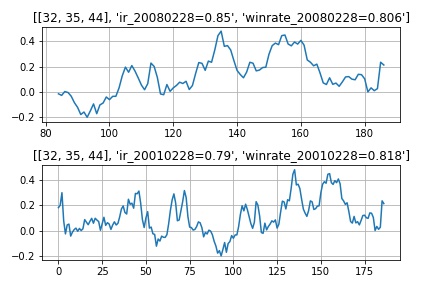 [[32, 35, 44], 'ir_20080228=0.85', 'winrate_20080228=0.806']
0.4
0.2
0.0
−0.2
80 100 120 140 160 180
[[32, 35, 44], 'ir_20010228=0.79', 'winrate_20010228=0.818']
0.4
0.2
0.0
−0.2
0 25 50 75 100 125 150 175